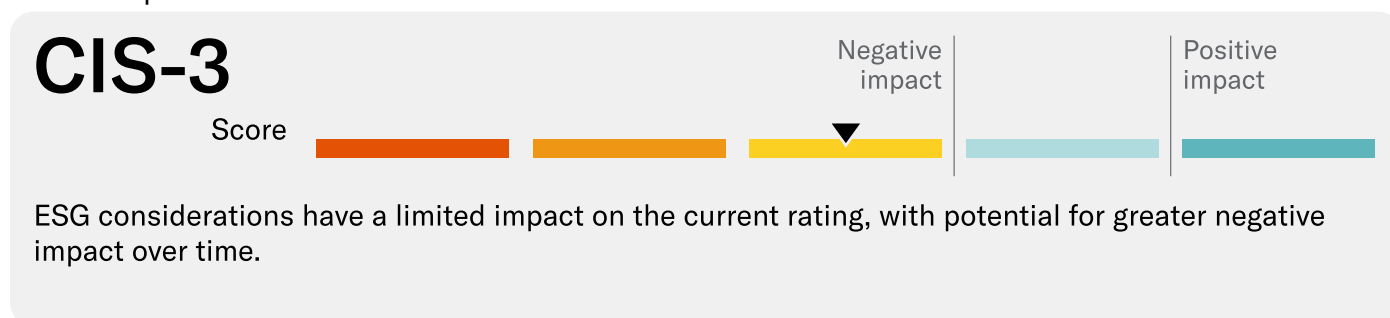 CIS-3
Negative
impact
Positive
impact
Score
ESG considerations have a limited impact on the current rating, with potential for greater negative
impact over time.